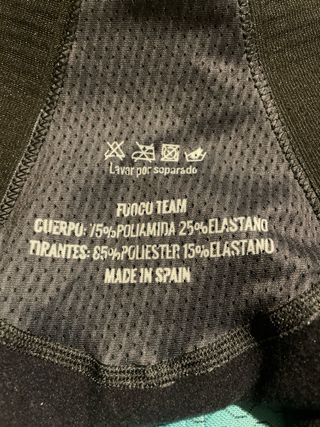 Lavar por separado
FUOCO TEAM
CUERPO: 75%POLIAMIDA 25%ELASTANO
TIRANTES: 85%POLIESTER 15%ELASTANO
MADE IN SPAIN